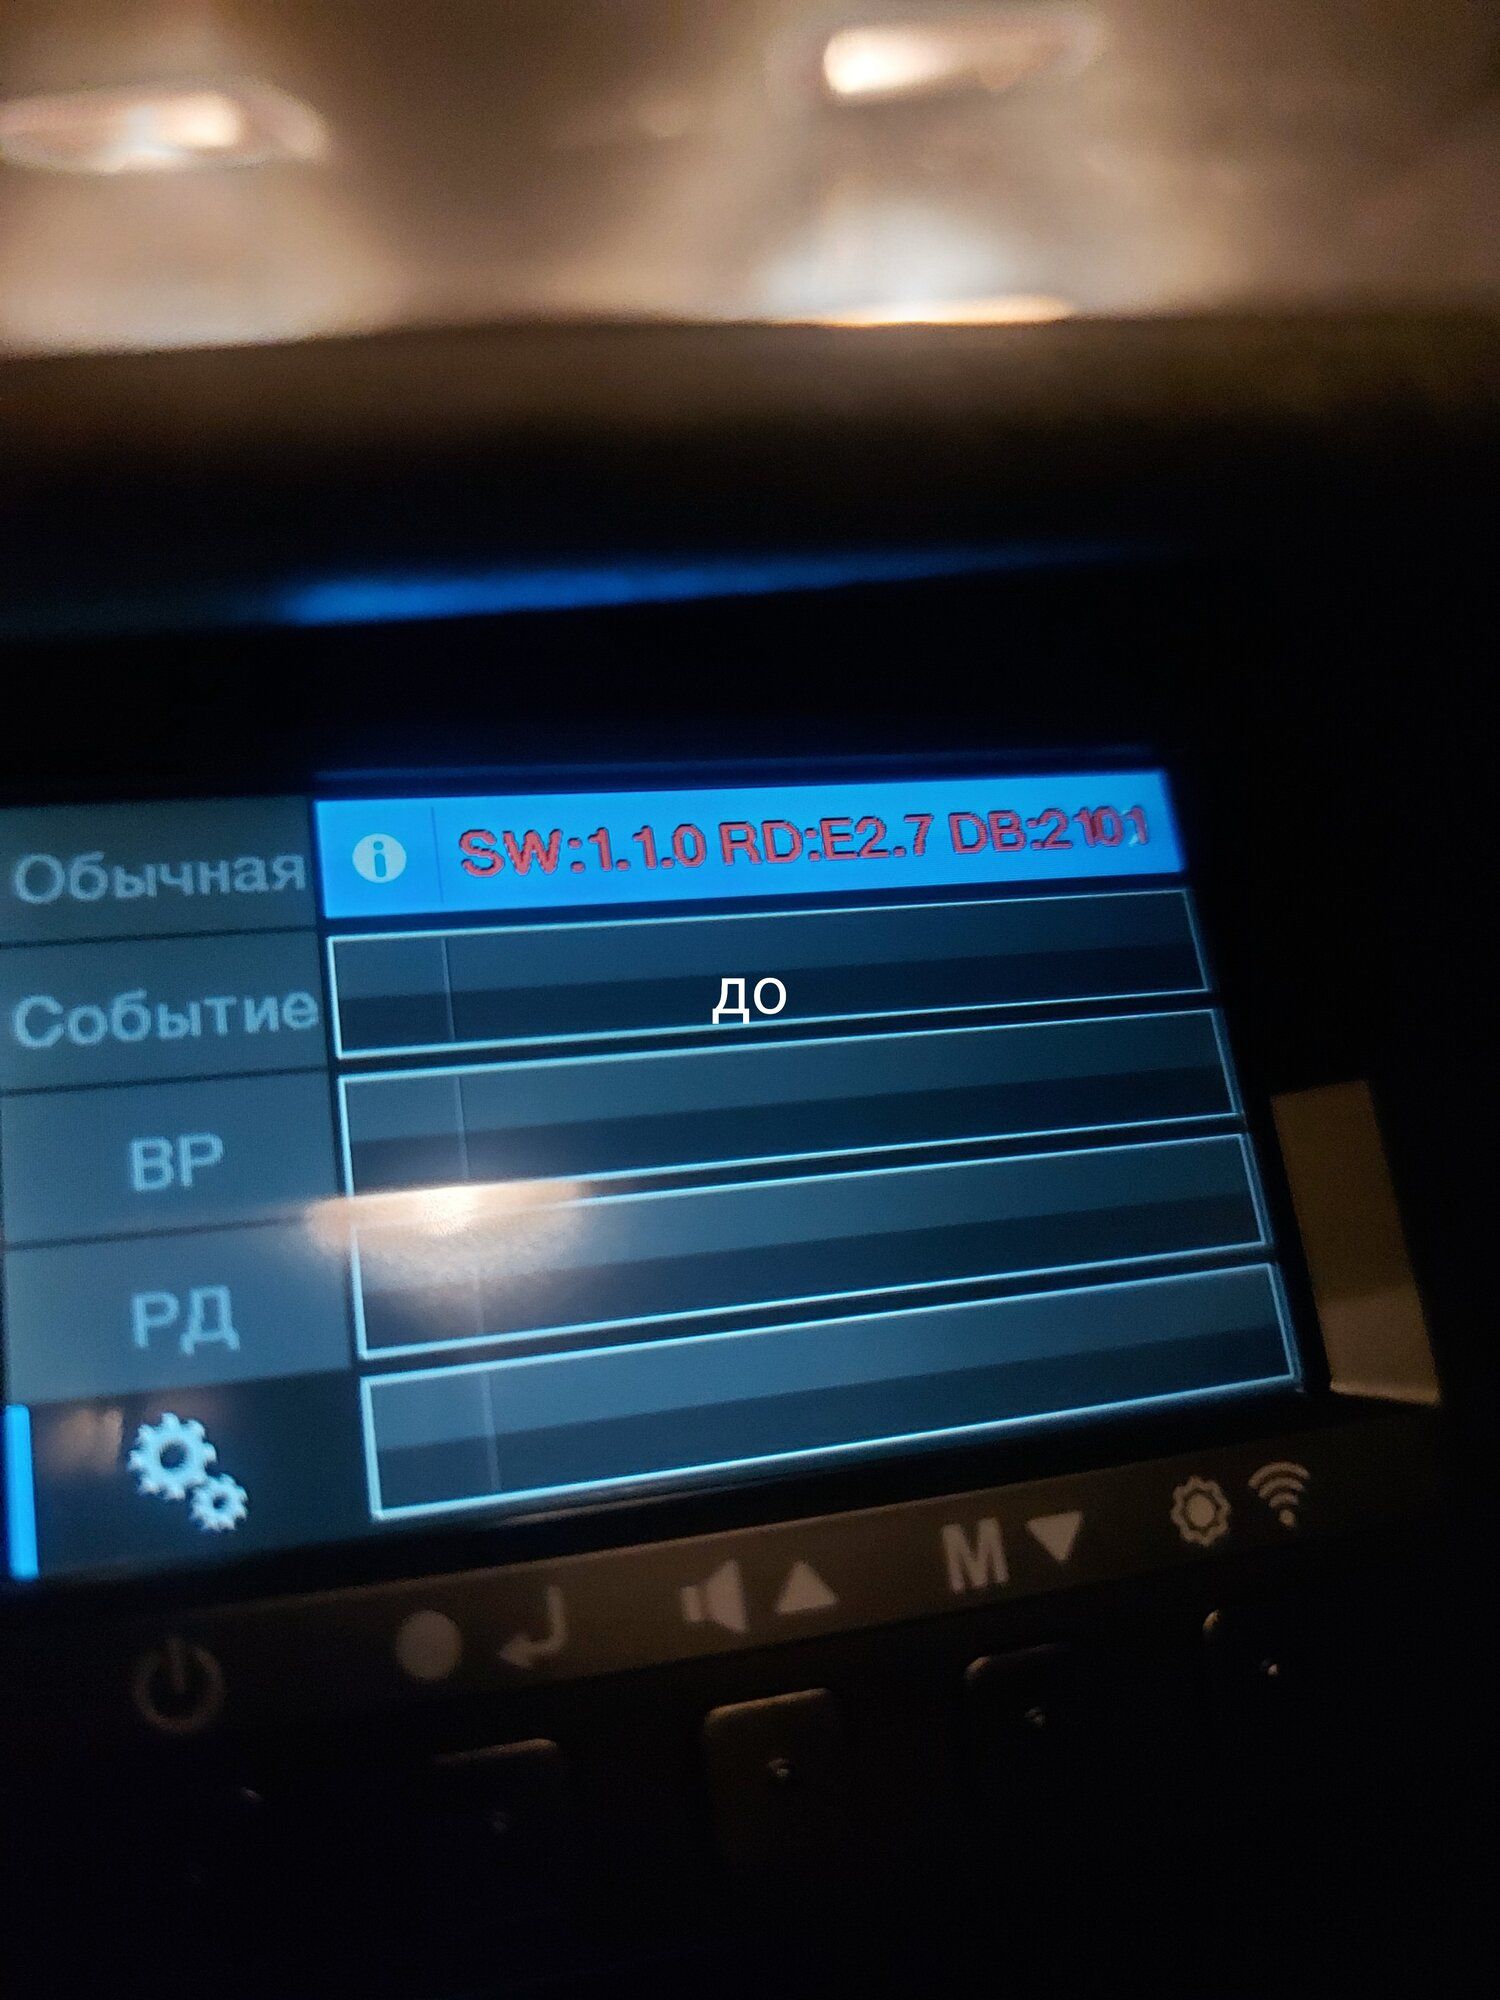 Обычная
SW:1.1.0 RD:E2.7 DB:2101
Событие
до
ВР
РД
M